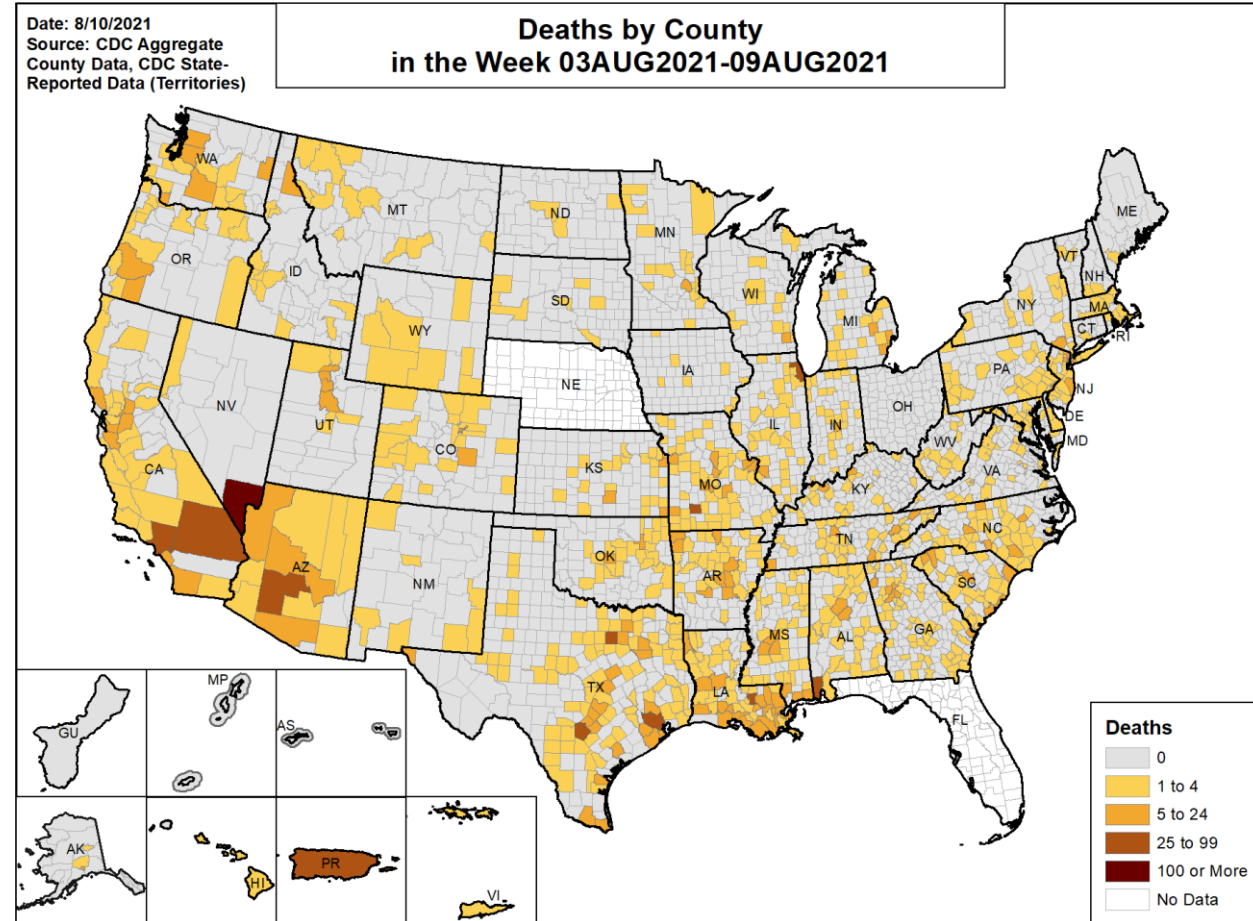 Date: 8/10/2021
Source: CDC Aggregate
County Data, CDC State-
Reported Data (Territories)
Deaths by County
in the Week 03AUG2021-09AUG2021
WA
MT
ND
MN
ME
OR
ID
SD
WI
MI
VT
NH
NY
MA
CT
RI
WY
NE
IA
PA
NJ
NV
UT
CO
IL
IN
OH
DE
MD
WV
VA
CA
KS
MO
KY
AZ
NM
OK
AR
TN
NC
SC
MS
AL
GA
TX
LA
FL
GU
MP
AS
AK
HI
PR
VI
Deaths
0
1 to 4
5 to 24
25 to 99
100 or More
No Data